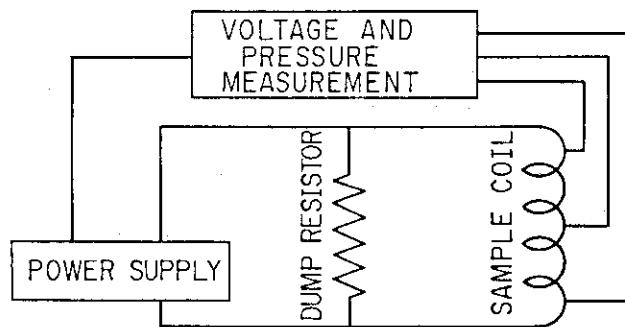 VOLTAGE AND
PRESSURE
MEASUREMENT
DUMP RESISTOR
SAMPLE COIL
POWER SUPPLY